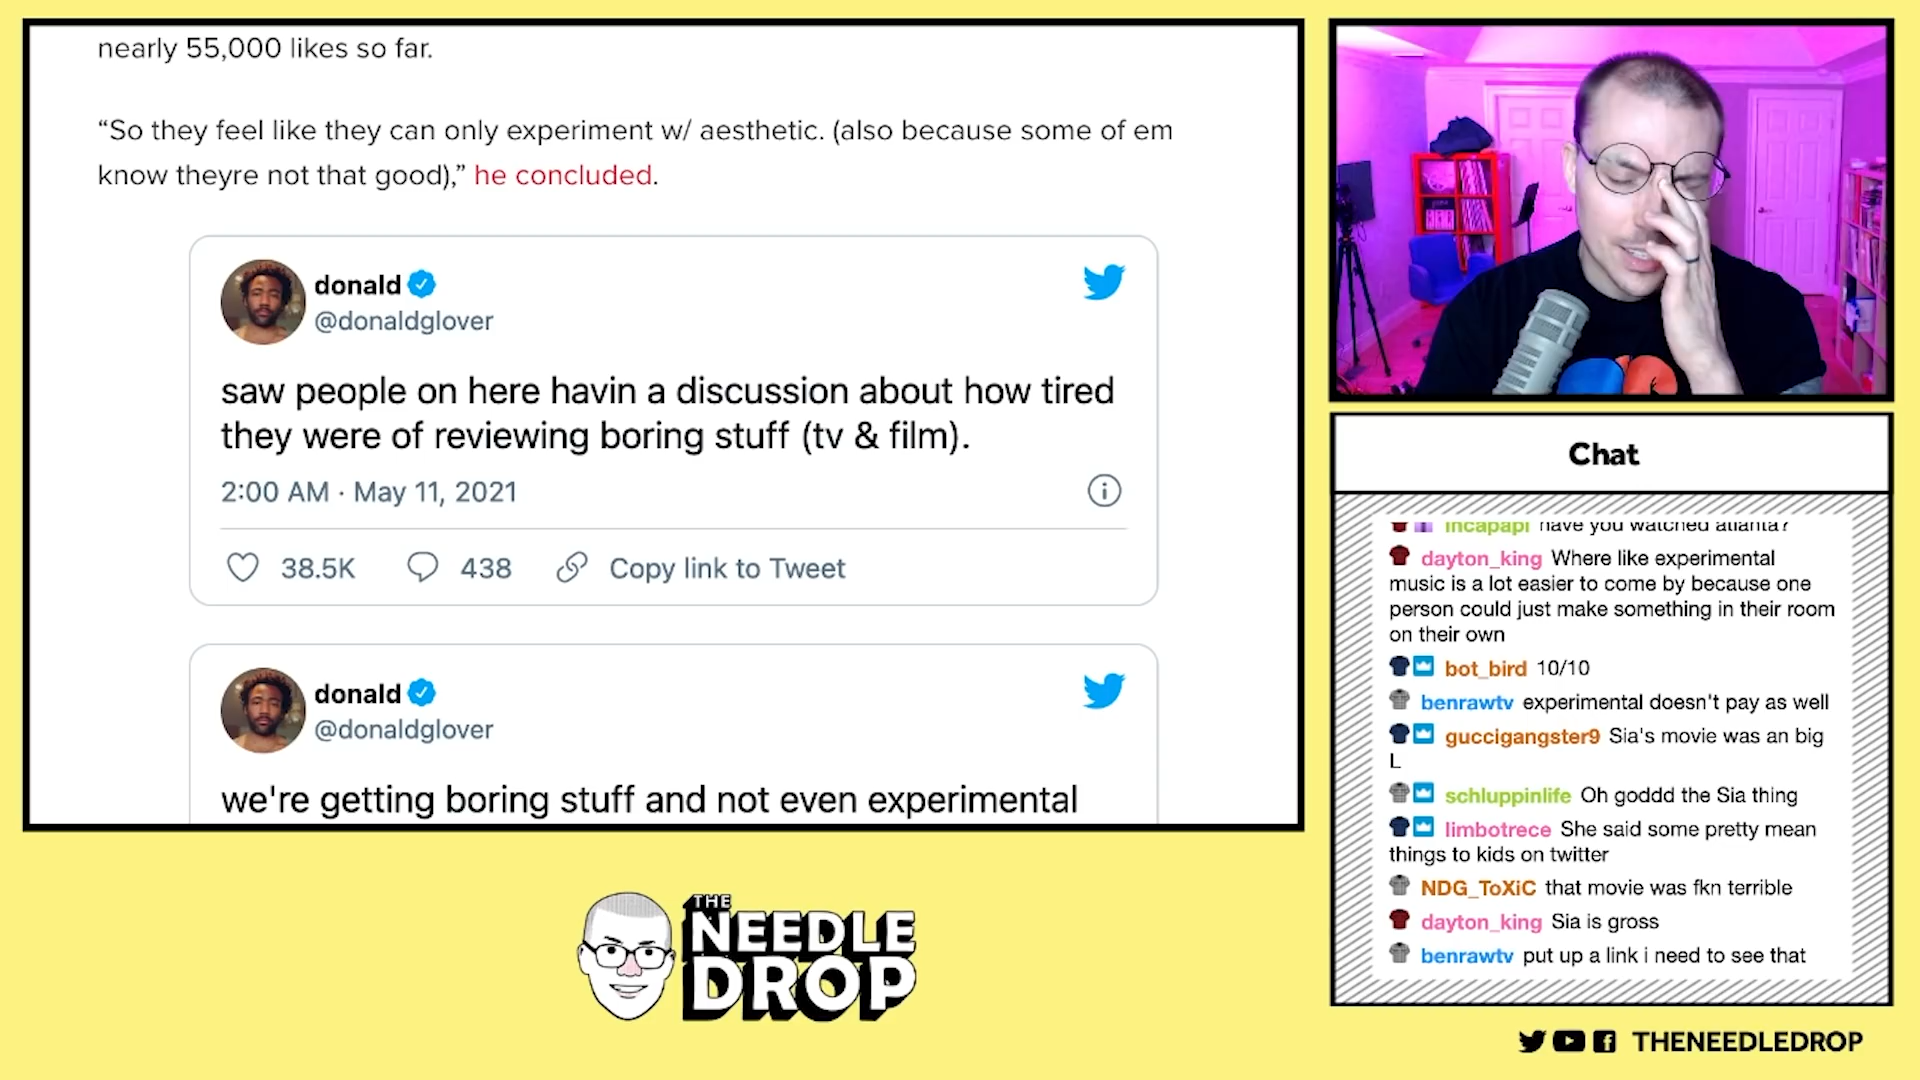 nearly 55,000 likes so far.
“So they feel like they can only experiment w/ aesthetic. (also because some of em
know theyre not that good),” he concluded.
donald
@donaldglover
saw people on here havin a discussion about how tired
they were of reviewing boring stuff (tv & film).
2:00 AM · May 11, 2021
38.5K 438 Copy link to Tweet
donald
@donaldglover
we're getting boring stuff and not even experimental
Chat
incapapi have you watched atlanta?
dayton_king Where like experimental
music is a lot easier to come by because one
person could just make something in their room
on their own
bot_bird 10/10
benrawtv experimental doesn't pay as well
guccigangster9 Sia's movie was an big
L
schluppinlife Oh goddd the Sia thing
limbotrece She said some pretty mean
things to kids on twitter
NDG_ToXiC that movie was fkn terrible
dayton_king Sia is gross
benrawtv put up a link i need to see that
THE
NEEDLE
DROP
THENEEDLEDROP